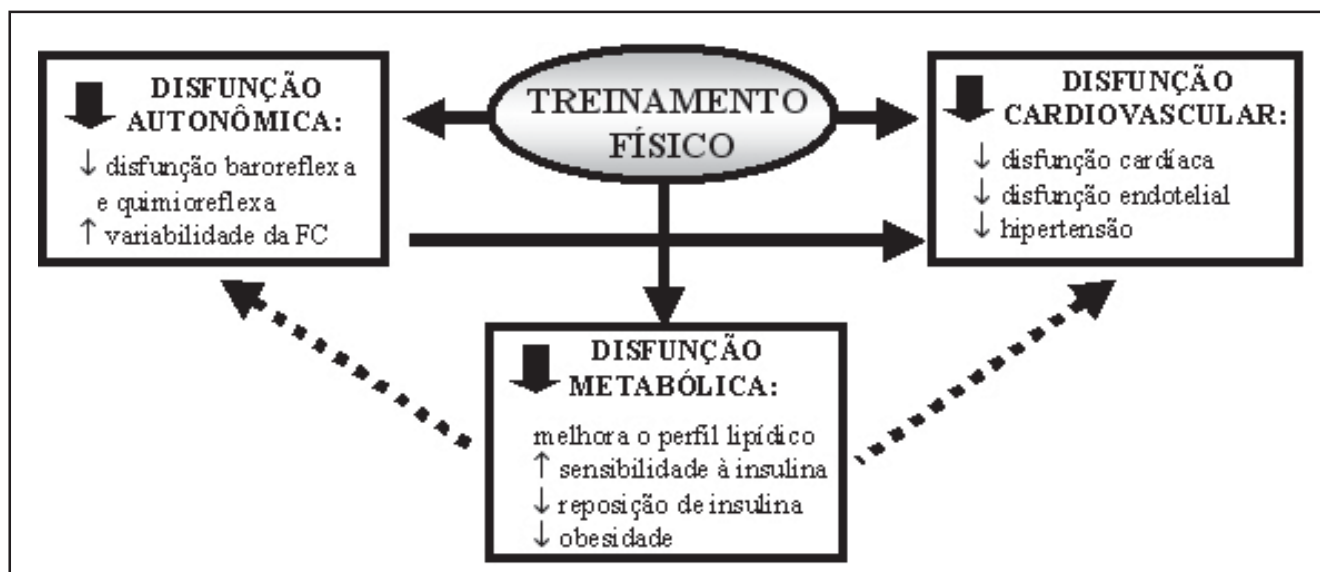 TREINAMENTO
FÍSICO
DISFUNÇÃO
AUTONÔMICA:
↓ disfunção baroreflexa
e quimioreflexa
↑ variabilidade da FC
DISFUNÇÃO
CARDIOVASCULAR:
↓ disfunção cardíaca
↓ disfunção endotelial
↓ hipertensão
DISFUNÇÃO
METABÓLICA:
melhora o perfil lipídico
↑ sensibilidade à insulina
↓ reposição de insulina
↓ obesidade